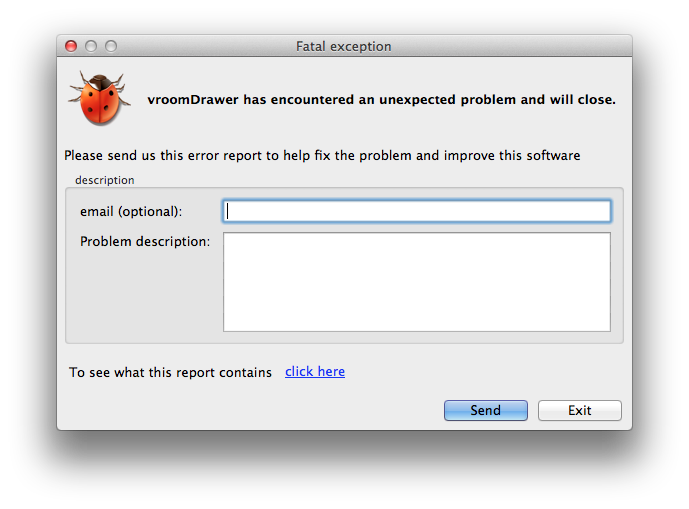 Fatal exception
vroomDrawer has encountered an unexpected problem and will close.
Please send us this error report to help fix the problem and improve this software
description
email (optional):
Problem description:
To see what this report contains click here
Send Exit